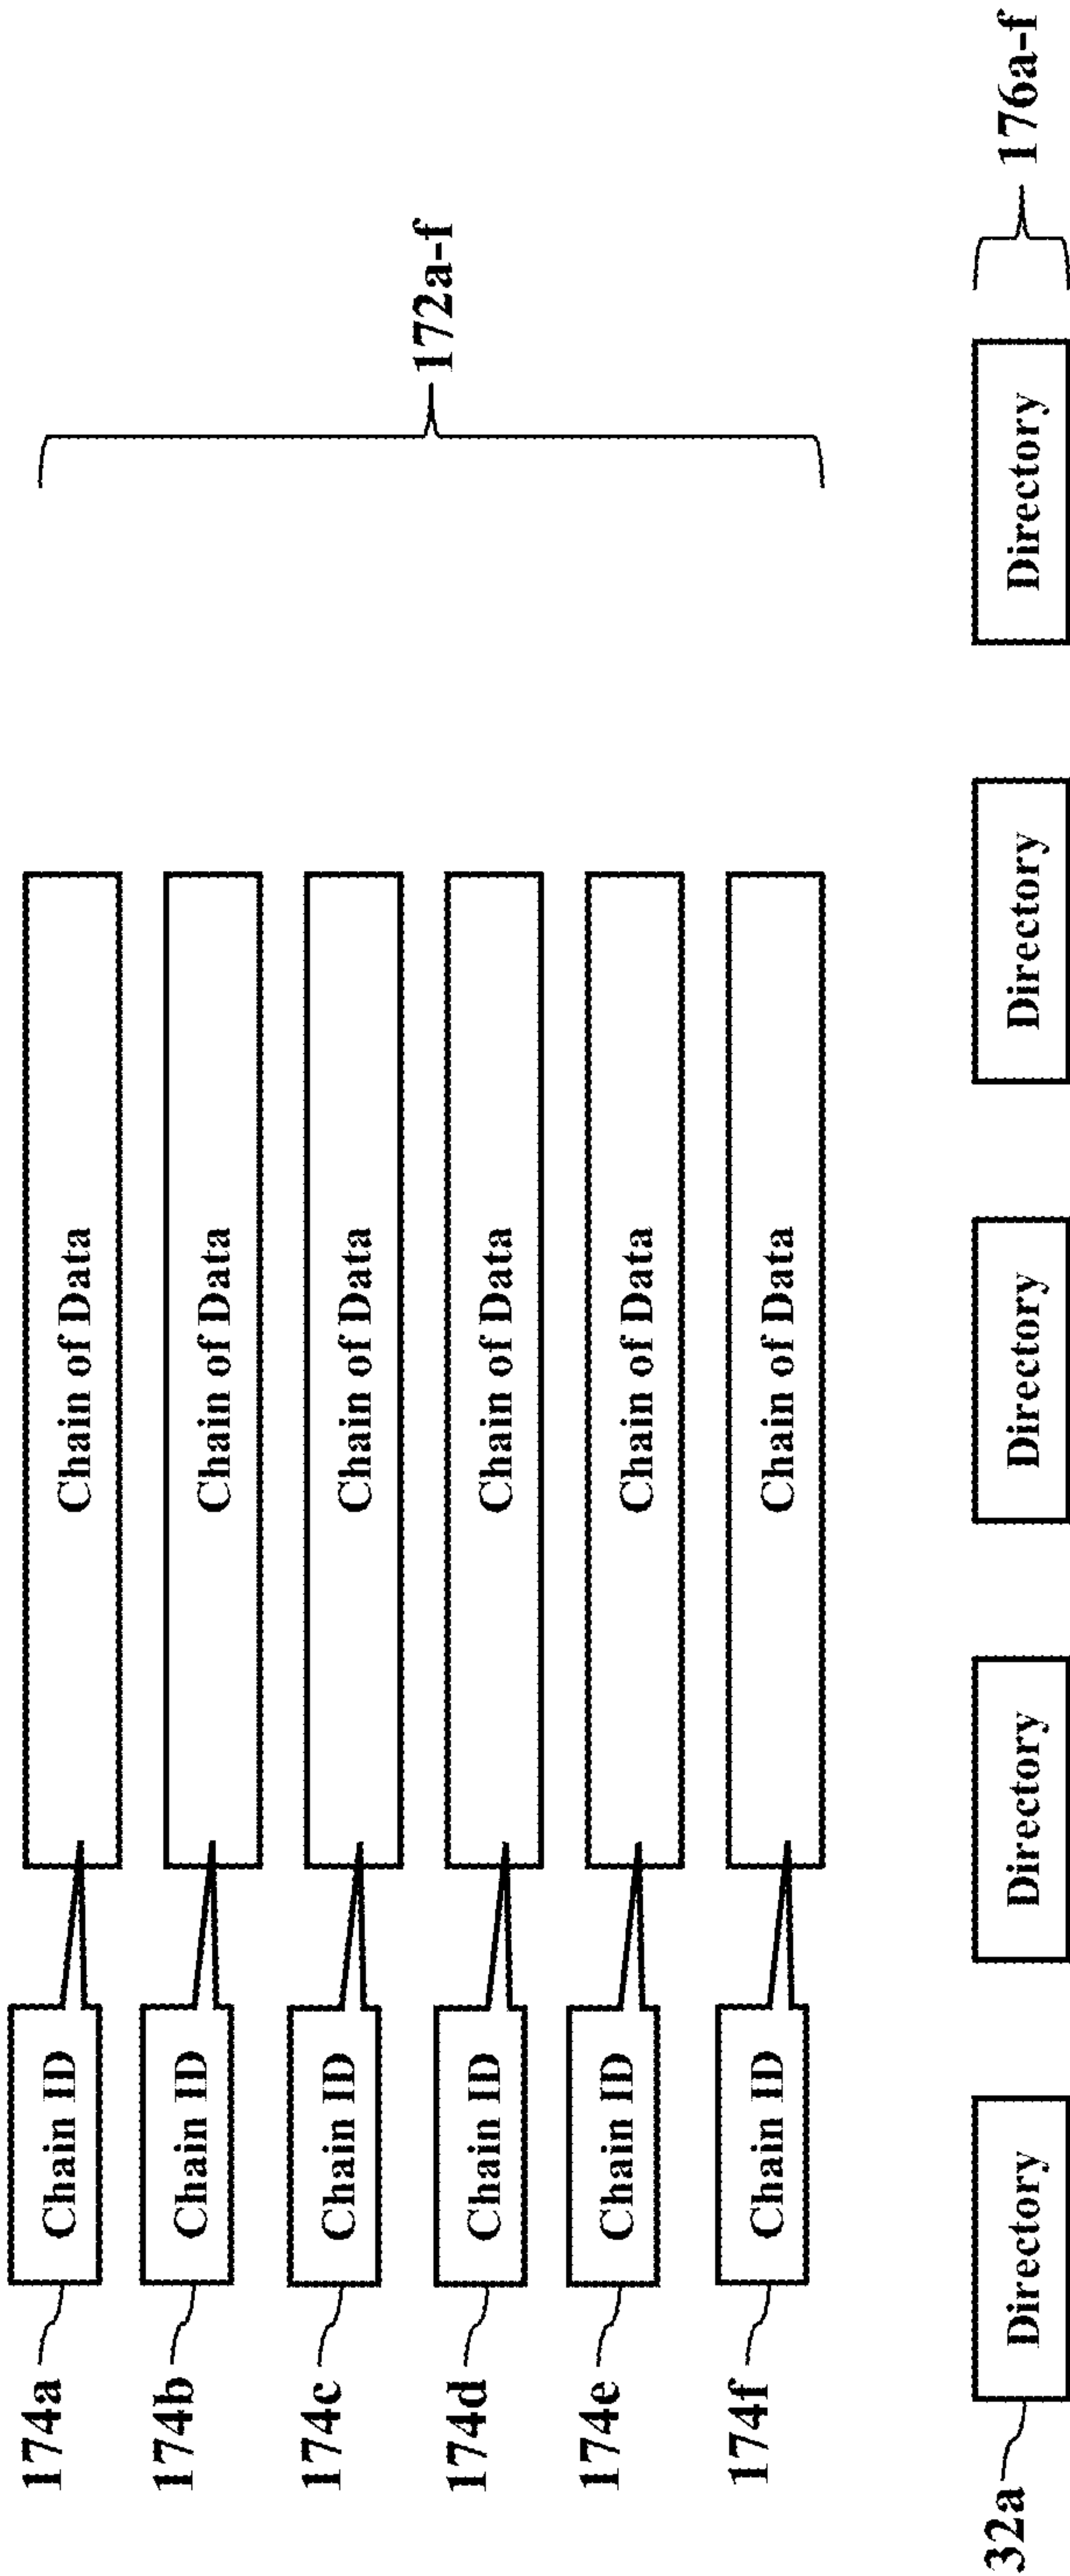 174a
Chain ID
Chain of Data
174b
Chain ID
Chain of Data
174c
Chain ID
Chain of Data
172a-f
174d
Chain ID
Chain of Data
174e
Chain ID
Chain of Data
174f
Chain ID
Chain of Data
32a
Directory
Directory
Directory
Directory
Directory
176a-f